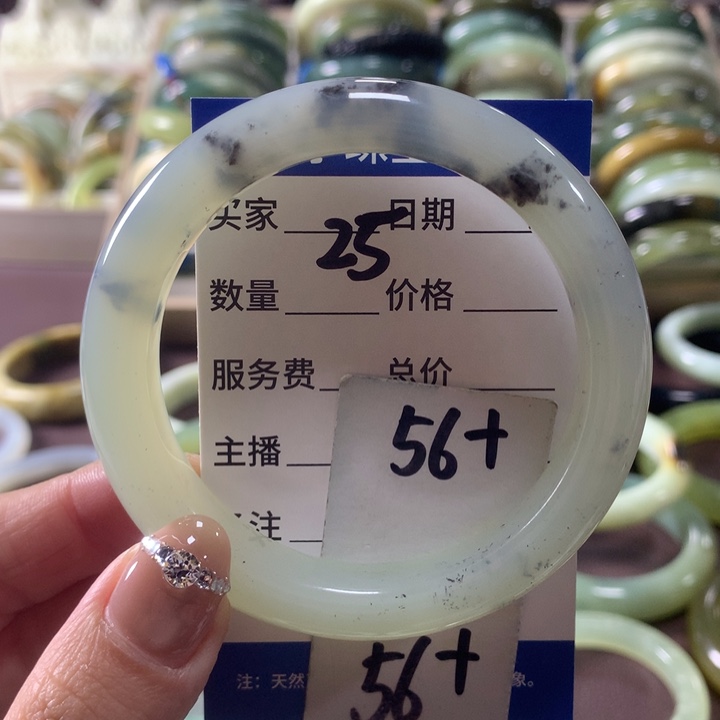 买家 日期
25
数量 价格
服务费 总价
56+
主播
注
56+
注：天然 象。